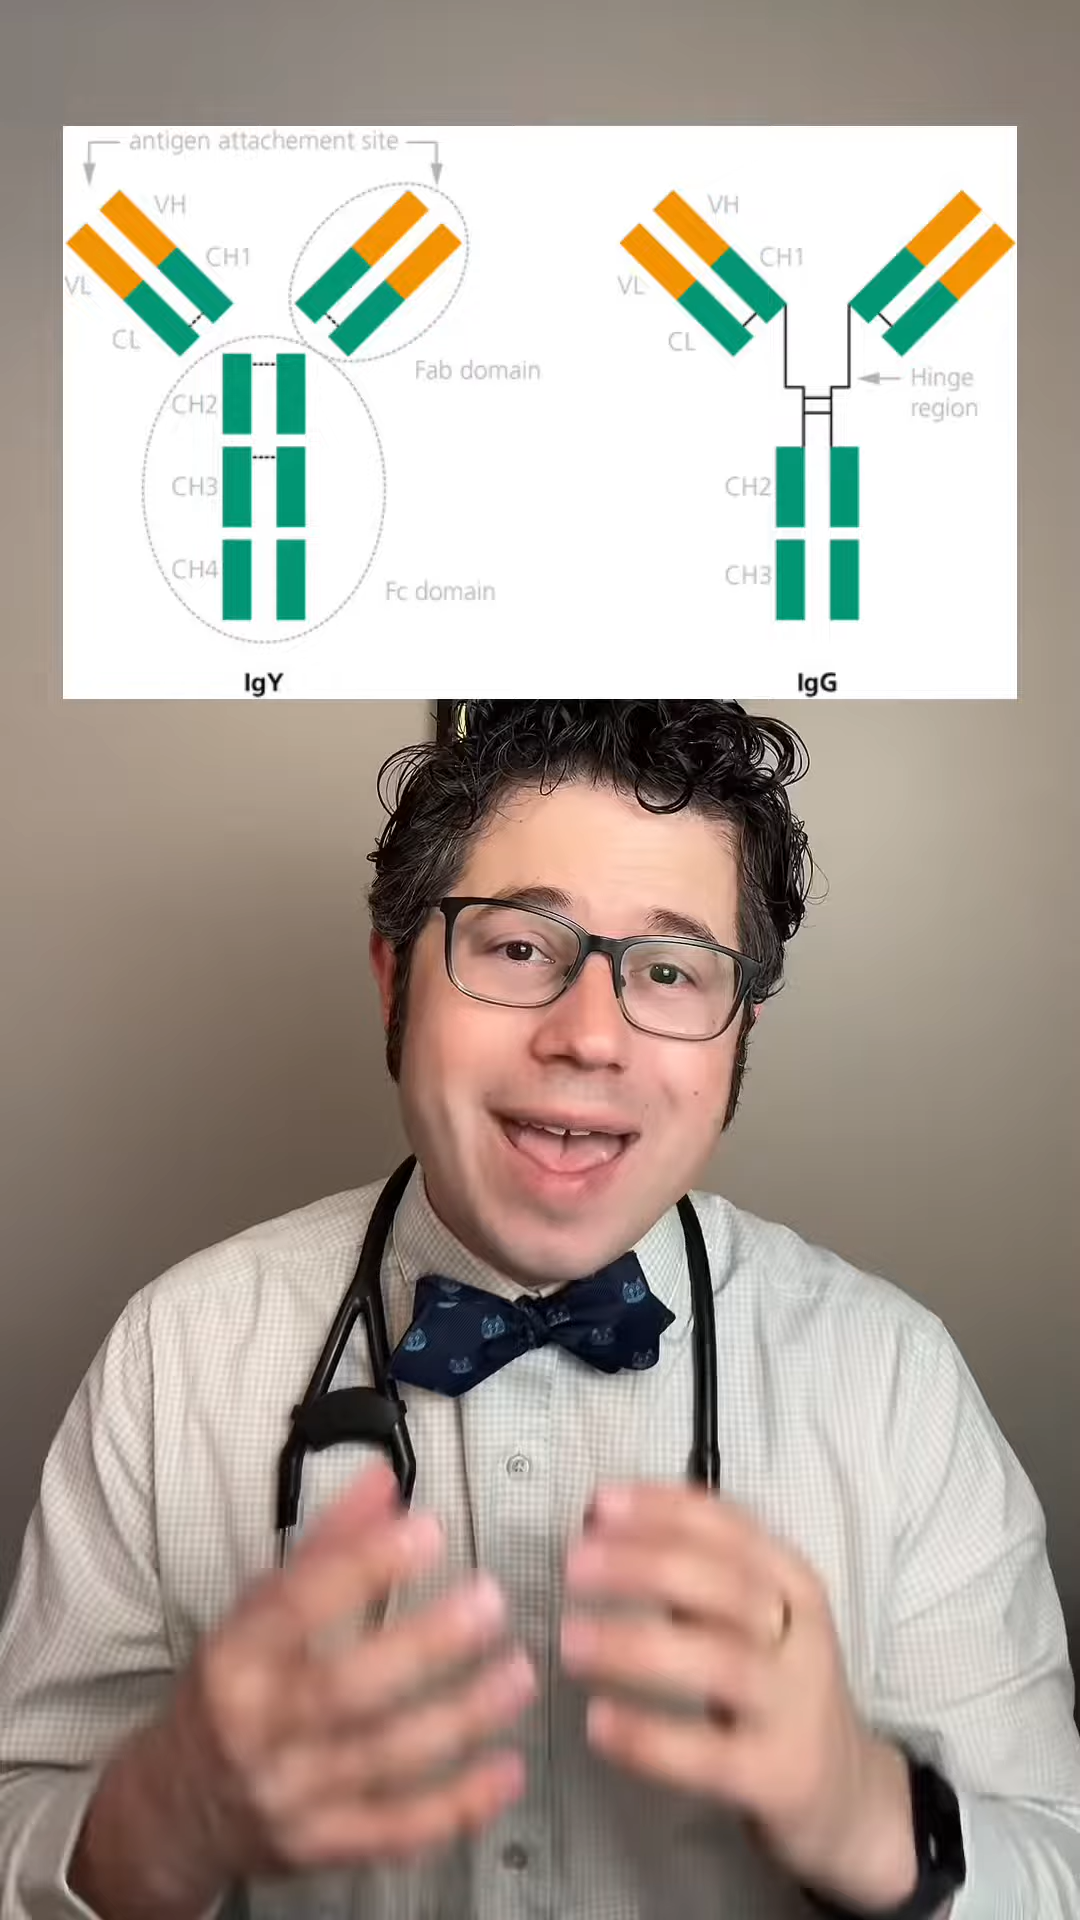 antigen attachement site
VH
CH1
VL
CL
CH2
CH3
CH4
Fab domain
Fc domain
IgY
VH
CH1
VL
CL
Hinge
region
CH2
CH3
IgG